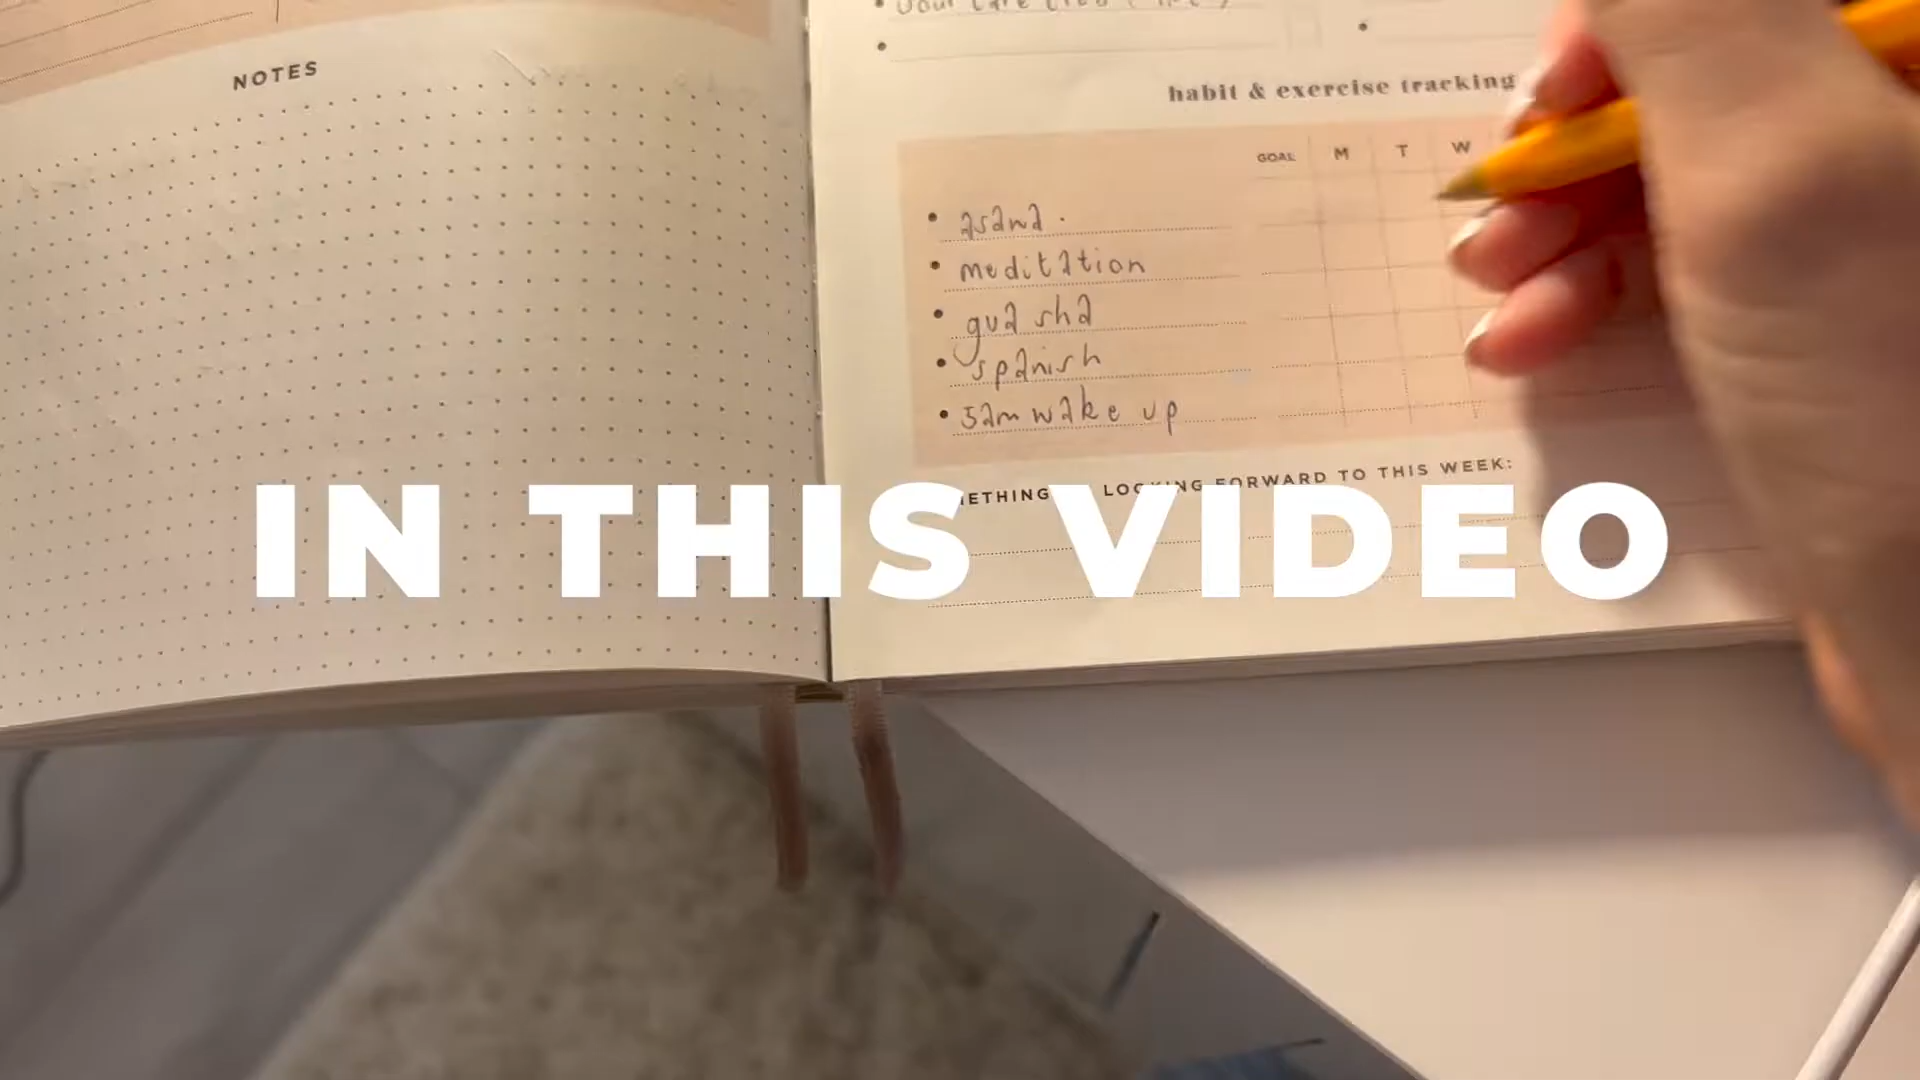 NOTES
habit & exercise tracking
GOAL M T W
asana.
meditation
gua sha
spanish
5am wake up
LOOKING FORWARD TO THIS WEEK:
IN THIS VIDEO